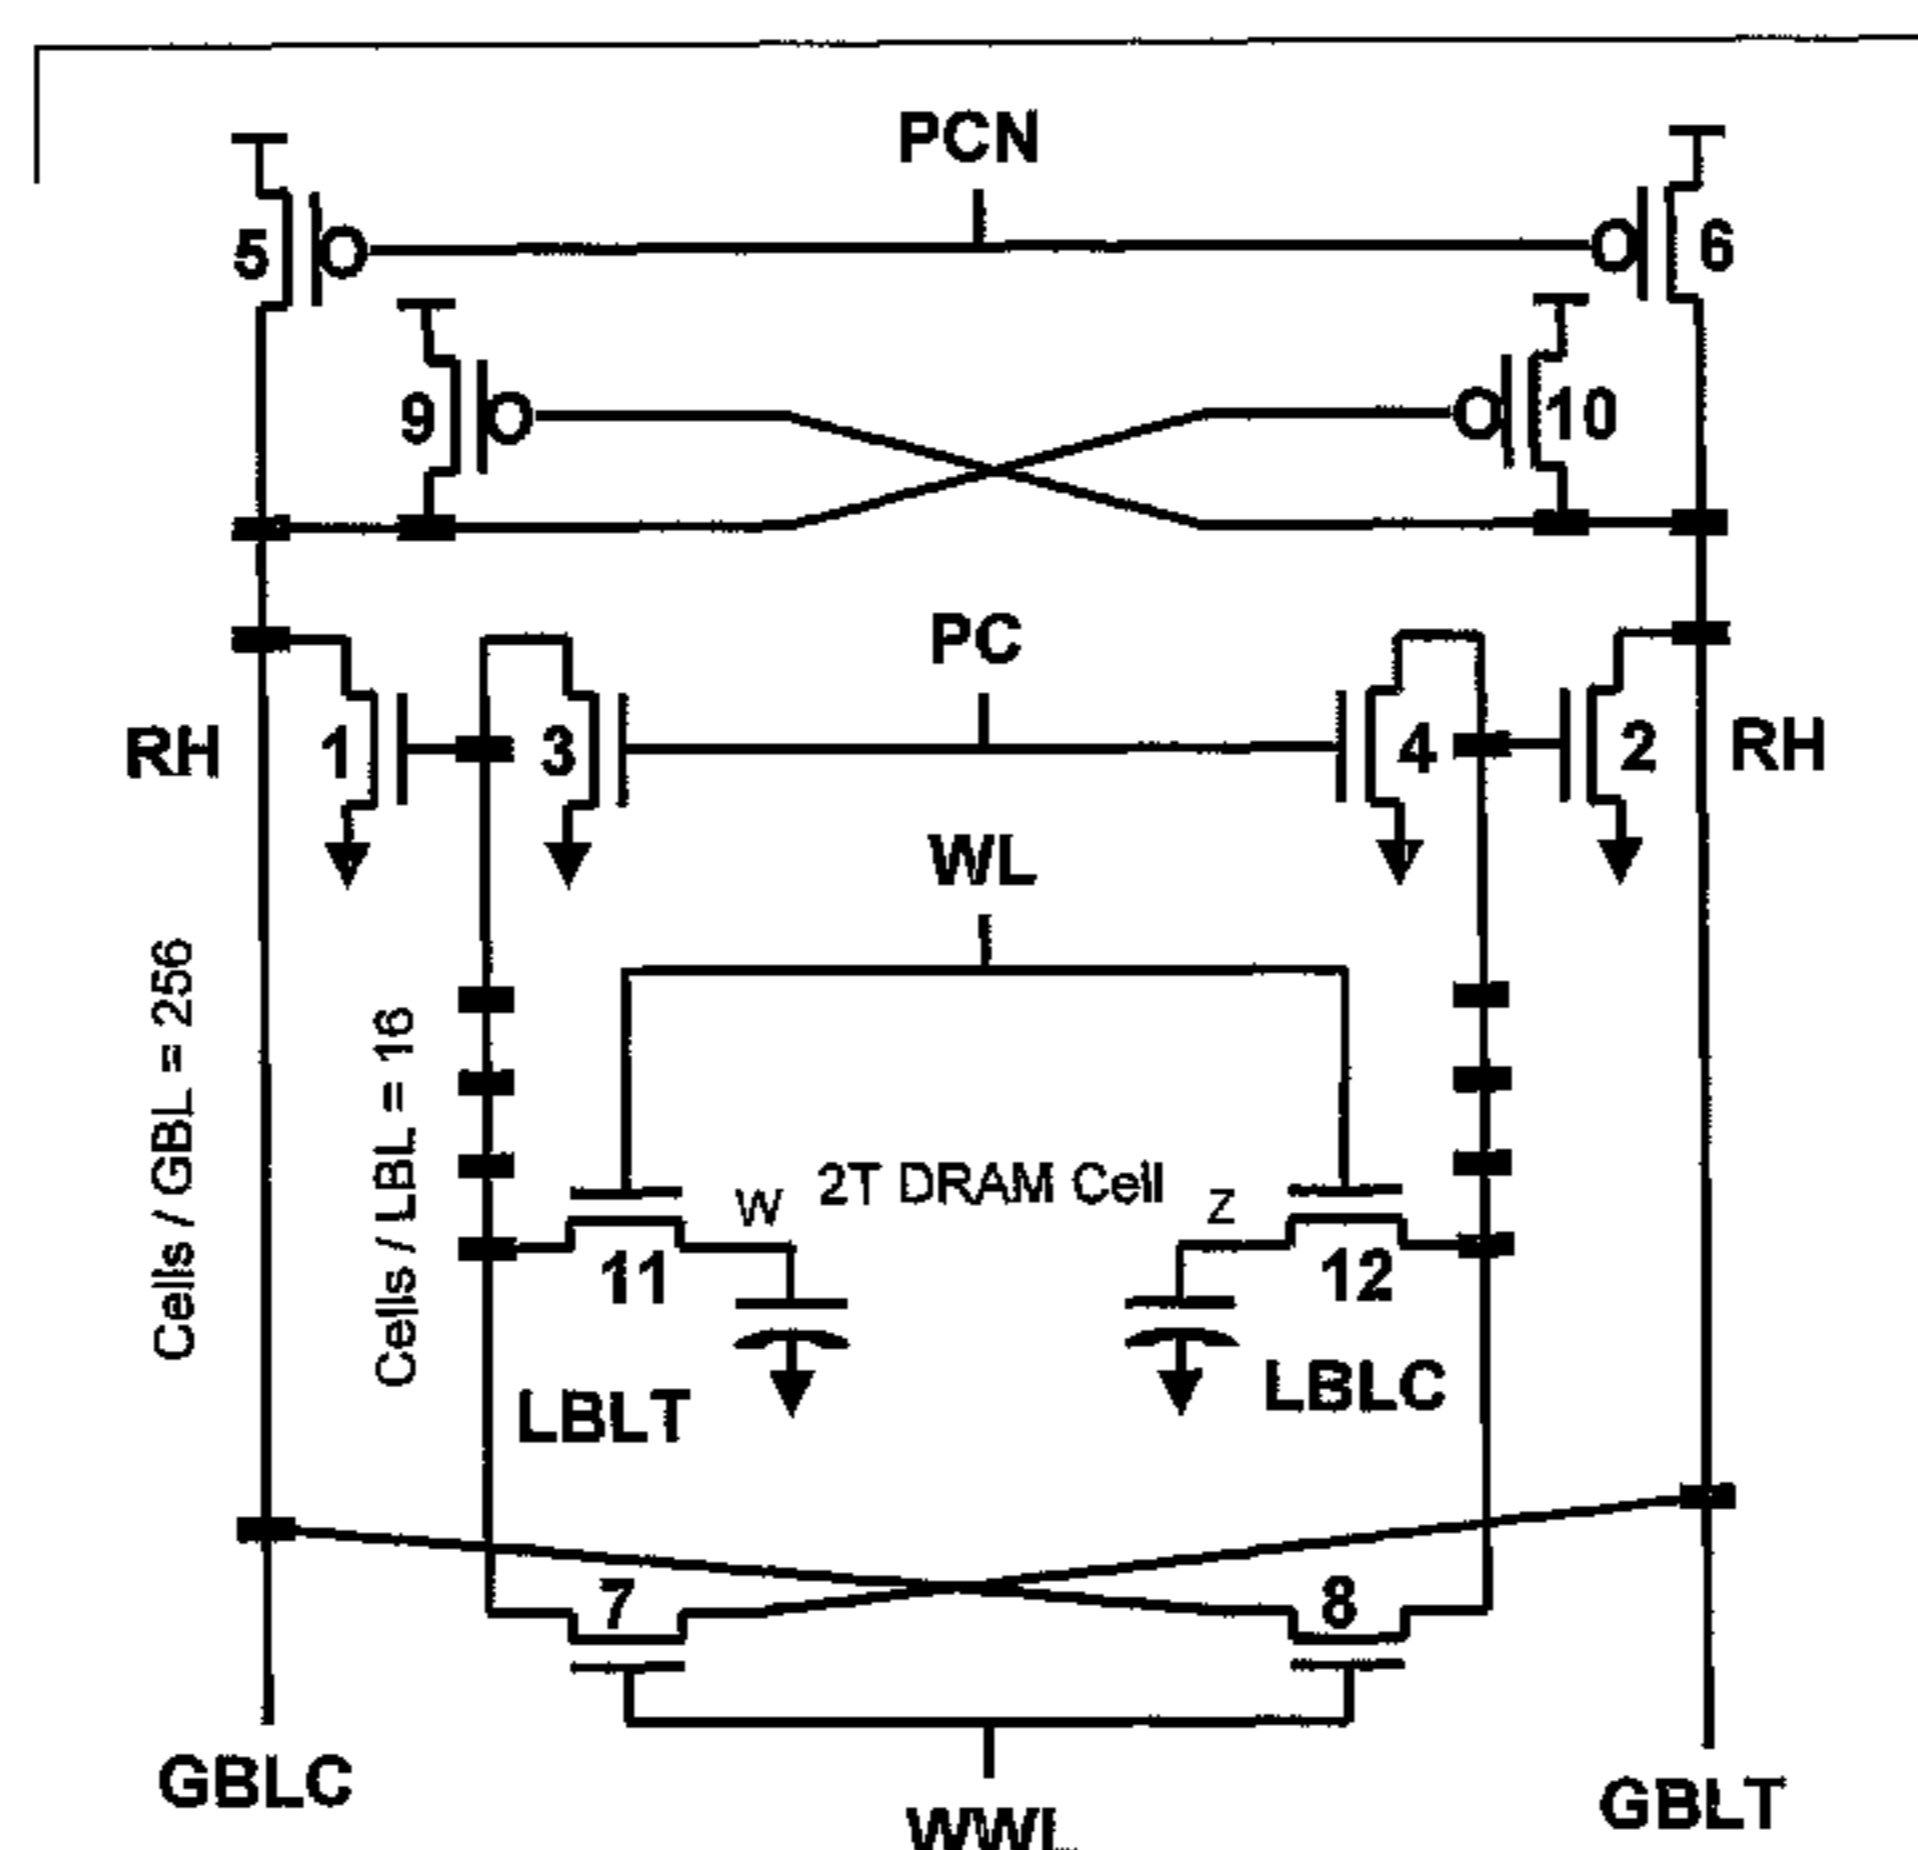 PCN
5
6
9
10
PC
RH
1
3
4
2
RH
WL
Cells / GBL = 256
Cells / LBL = 16
W
2T DRAM Cell
Z
11
12
LBLT
LBLC
7
8
GBLC
GBLT
WWL